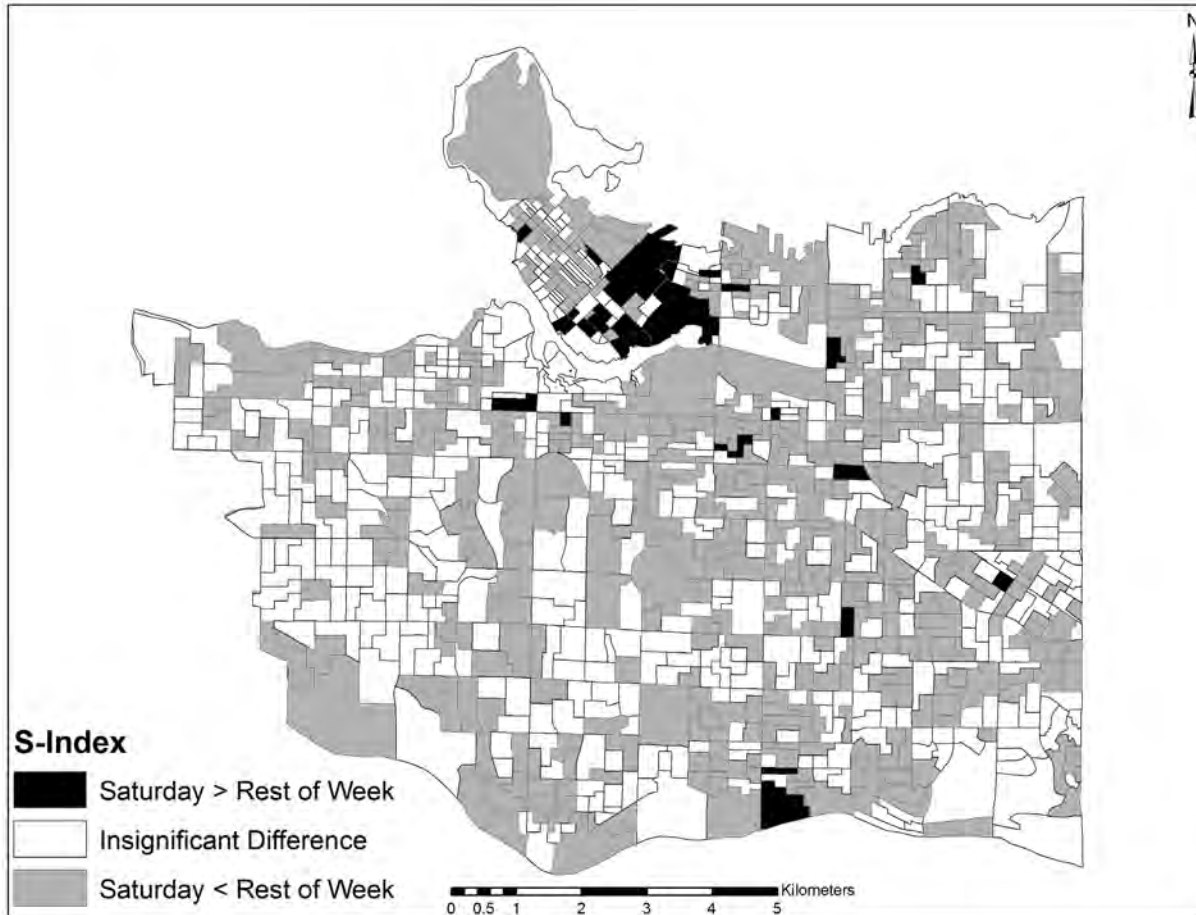 N
S-Index
Saturday > Rest of Week
Insignificant Difference
Saturday < Rest of Week
Kilometers
0 0.5 1 2 3 4 5